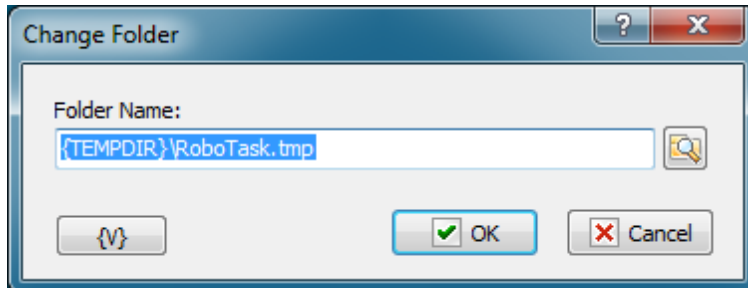 Change Folder
?
Folder Name:
{TEMPDIR}\RoboTask.tmp
{V}
OK
Cancel